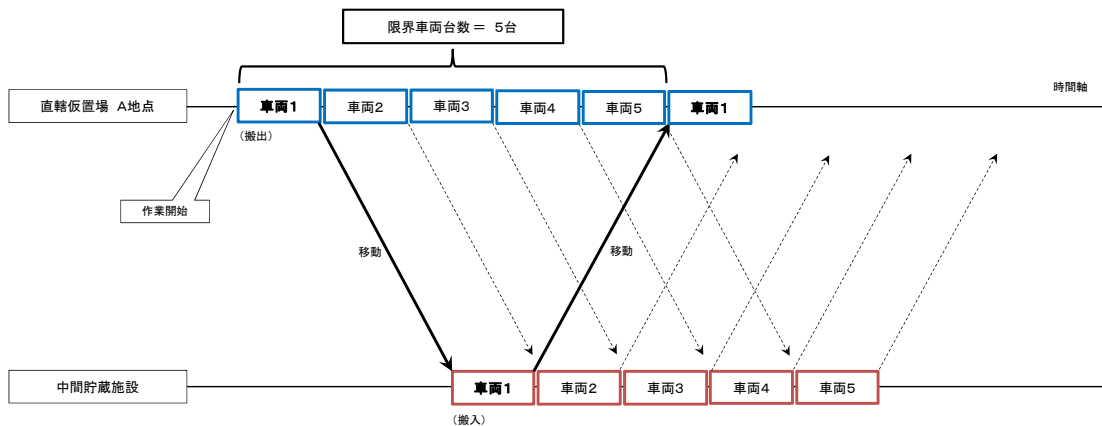 限界車両台数＝ 5台
時間軸
直轄仮置場 A地点
車両1
車両2
車両3
車両4
車両5
車両1
（搬出）
作業開始
移動
移動
中間貯蔵施設
車両1
車両2
車両3
車両4
車両5
（搬入）